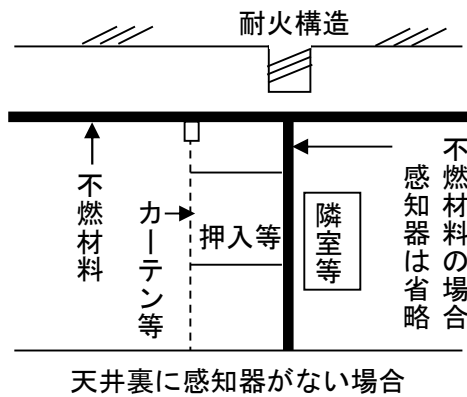 耐火構造
不燃材料
カーテン等
押入等
隣室等
不燃材料の場合
感知器は省略
天井裏に感知器がない場合